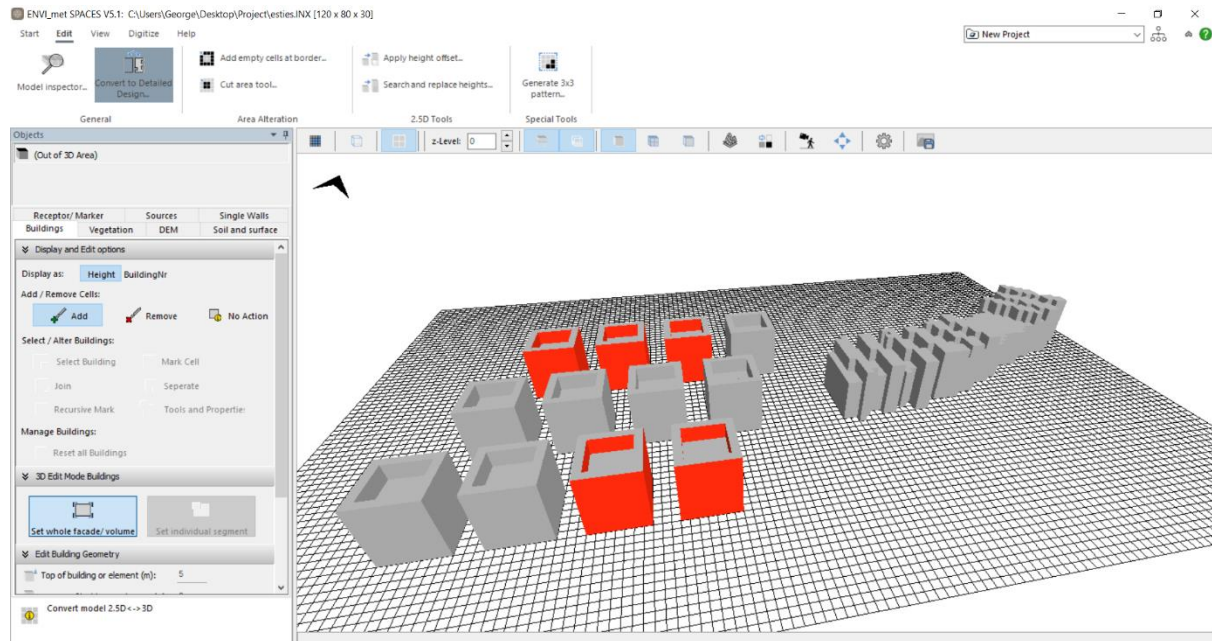 ENVI_met SPACES V5.1: C:\Users\George\Desktop\Project\esties.INX [120 x 80 x 30]
Start Edit View Digitize Help
New Project
Model inspector...
Convert to Detailed Design...
General
Add empty cells at border...
Cut area tool...
Area Alteration
Apply height offset...
Search and replace heights...
2.5D Tools
Generate 3x3 pattern...
Special Tools
Objects
(Out of 3D Area)
z-Level: 0
Receptor/ Marker Sources Single Walls
Buildings Vegetation DEM Soil and surface
Display and Edit options
Display as: Height BuildingNr
Add / Remove Cells:
Add Remove No Action
Select / Alter Buildings:
Select Building Mark Cell
Join Seperate
Recursive Mark Tools and Propertie
Manage Buildings:
Reset all Buildings
3D Edit Mode Buildings
Set whole facade/ volume Set individual segment
Edit Building Geometry
Top of building or element (m): 5
Convert model 2.5D<->3D